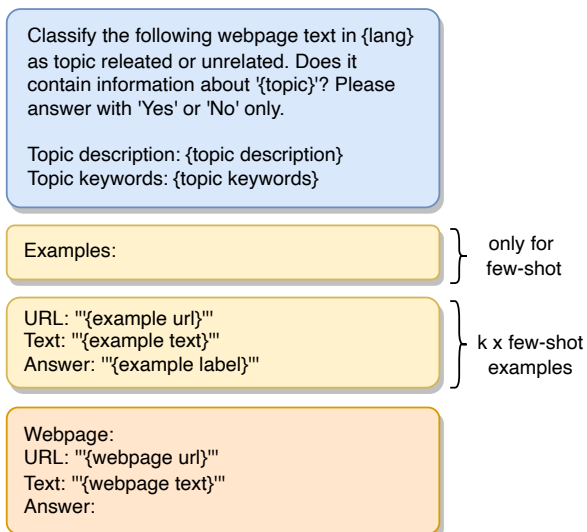 Classify the following webpage text in {lang}
as topic releated or unrelated. Does it
contain information about '{topic}'? Please
answer with 'Yes' or 'No' only.
Topic description: {topic description}
Topic keywords: {topic keywords}
Examples:
only for
few-shot
URL: '''{example url}'''
Text: '''{example text}'''
Answer: '''{example label}'''
k x few-shot
examples
Webpage:
URL: '''{webpage url}'''
Text: '''{webpage text}'''
Answer: